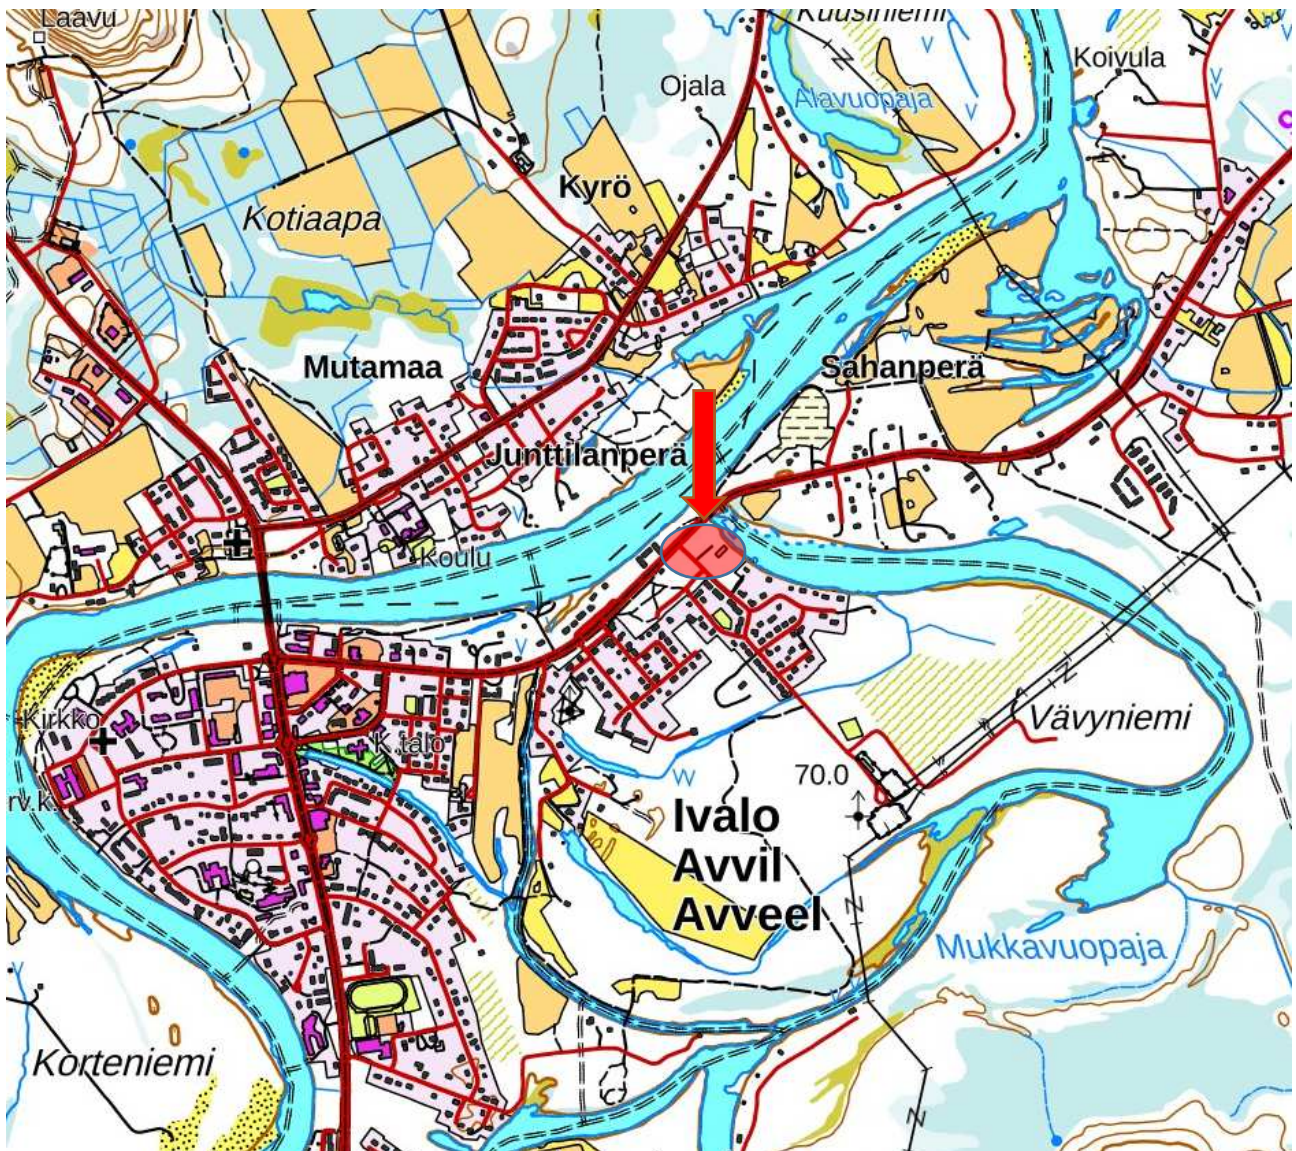 Laavu
Kuusiniemi
Koivula
Ojala
Alavuopaja
Kyrö
Kotiaapa
Mutamaa
Sahanperä
Junttilanperä
Koulu
Kirkko
K.talo
Vävyniemi
70.0
rv.k.
Ivalo
Avvil
Avveel
Mukkavuopaja
Korteniemi